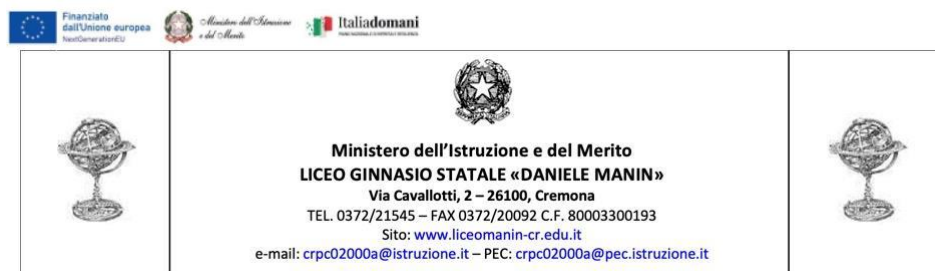 Finanziato
dall'Unione europea
NextGenerationEU
Ministero dell'Istruzione
e del Merito
Italiadomani
Ministero dell'Istruzione e del Merito
LICEO GINNASIO STATALE «DANIELE MANIN»
Via Cavallotti, 2 – 26100, Cremona
TEL. 0372/21545 – FAX 0372/20092 C.F. 80003300193
Sito: www.liceomanin-cr.edu.it
e-mail: crpc02000a@istruzione.it – PEC: crpc02000a@pec.istruzione.it